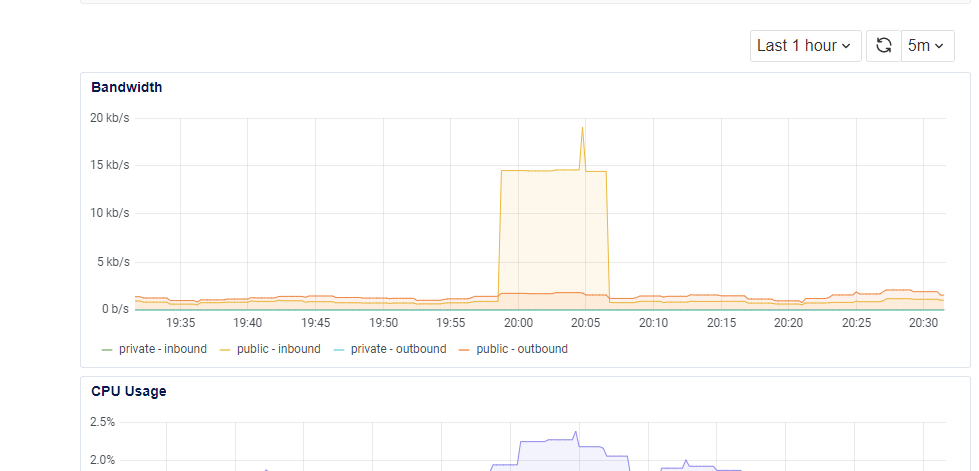 Last 1 hour 5m
Bandwidth
20 kb/s
15 kb/s
10 kb/s
5 kb/s
0 b/s
19:35 19:40 19:45 19:50 19:55 20:00 20:05 20:10 20:15 20:20 20:25 20:30
private - inbound public - inbound private - outbound public - outbound
CPU Usage
2.5%
2.0%